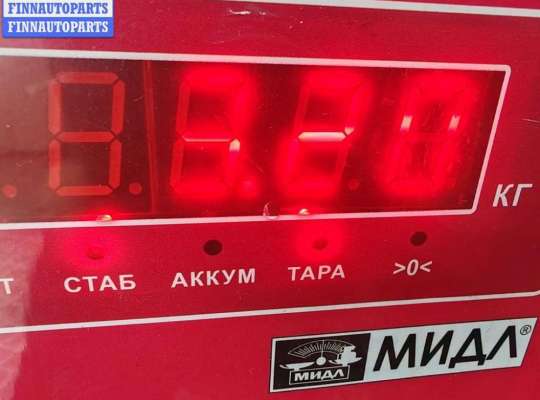 FINNAUTOPARTS
FINNAUTOPARTS
КГ
Т СТАБ АККУМ ТАРА >0<
МИДЛ МИДЛ®